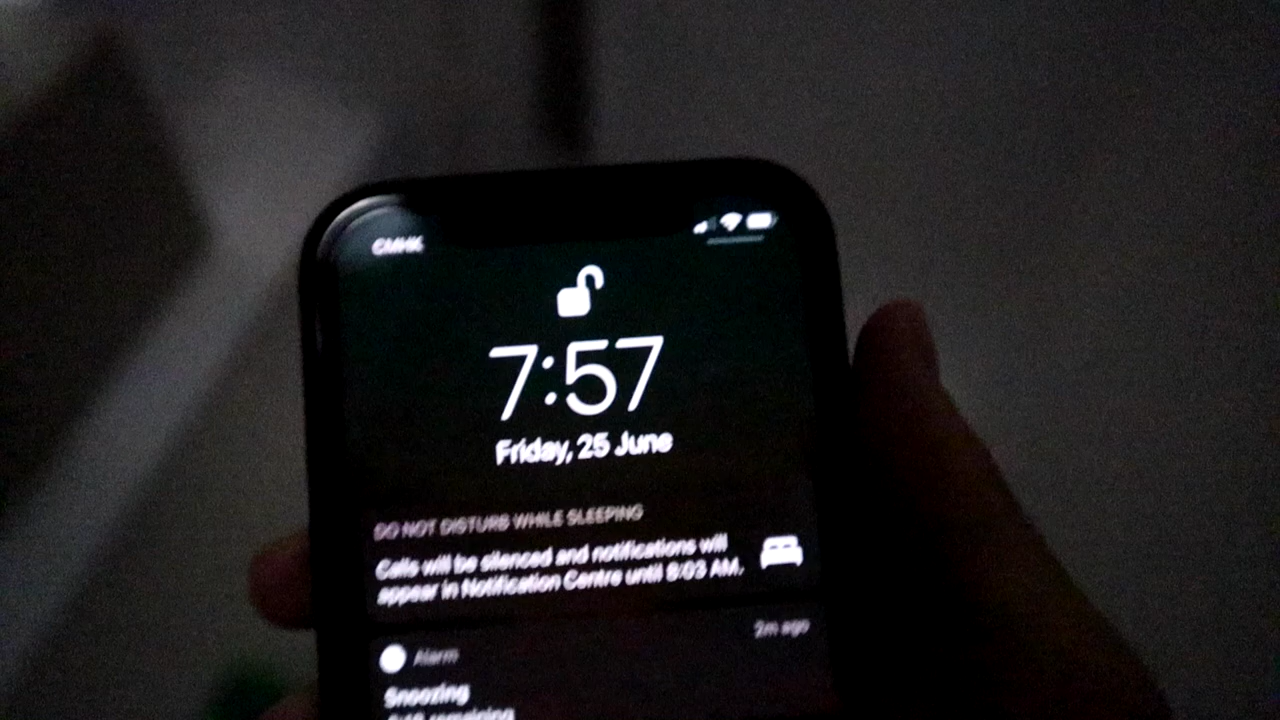 CMHK
7:57
Friday, 25 June
DO NOT DISTURB WHILE SLEEPING
Calls will be silenced and notifications will
appear in Notification Centre until 8:03 AM.
2m ago
Alarm
Snoozing
remaining